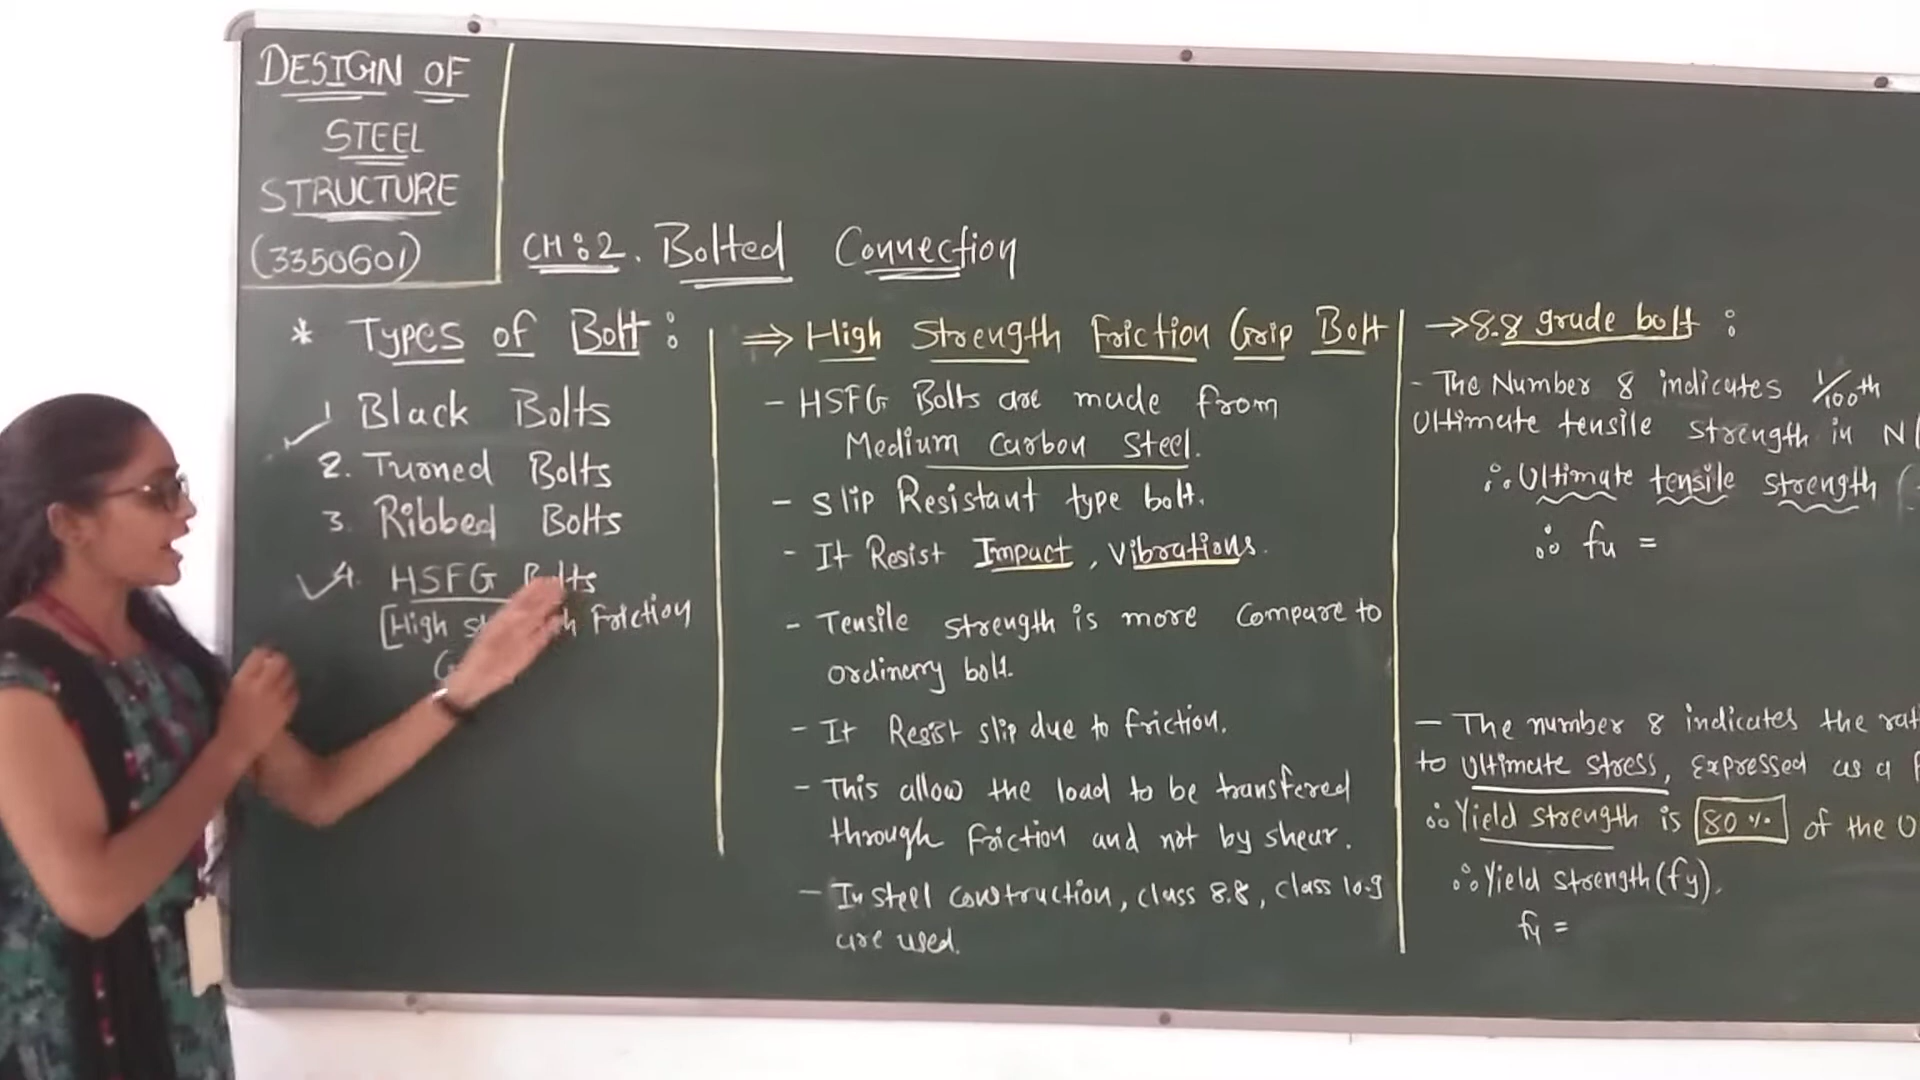 DESIGN OF
STEEL
STRUCTURE
(3350601)
CH:2. Bolted Connection
* Types of Bolt:
1 Black Bolts
2. Turned Bolts
3. Ribbed Bolts
4. HSFG Bolts
[High Friction
⇒ High Strength Friction Grip Bolt
- HSFG Bolts are made from
Medium Carbon Steel.
- Slip Resistant type bolt.
- It Resist Impact, Vibrations.
- Tensile strength is more compare to
ordinary bolt.
- It Resist slip due to friction.
- This allow the load to be transfered
through friction and not by shear.
- In steel construction, class 8.8, class 10.9
are used.
→ 8.8 grade bolt:
- The Number 8 indicates 1/100th
Ultimate tensile strength in N
∴ Ultimate tensile strength (
∴ fu =
- The number 8 indicates the
to Ultimate stress, expressed as a
∴ Yield strength is 80% of the
∴ Yield strength (fy).
fy =